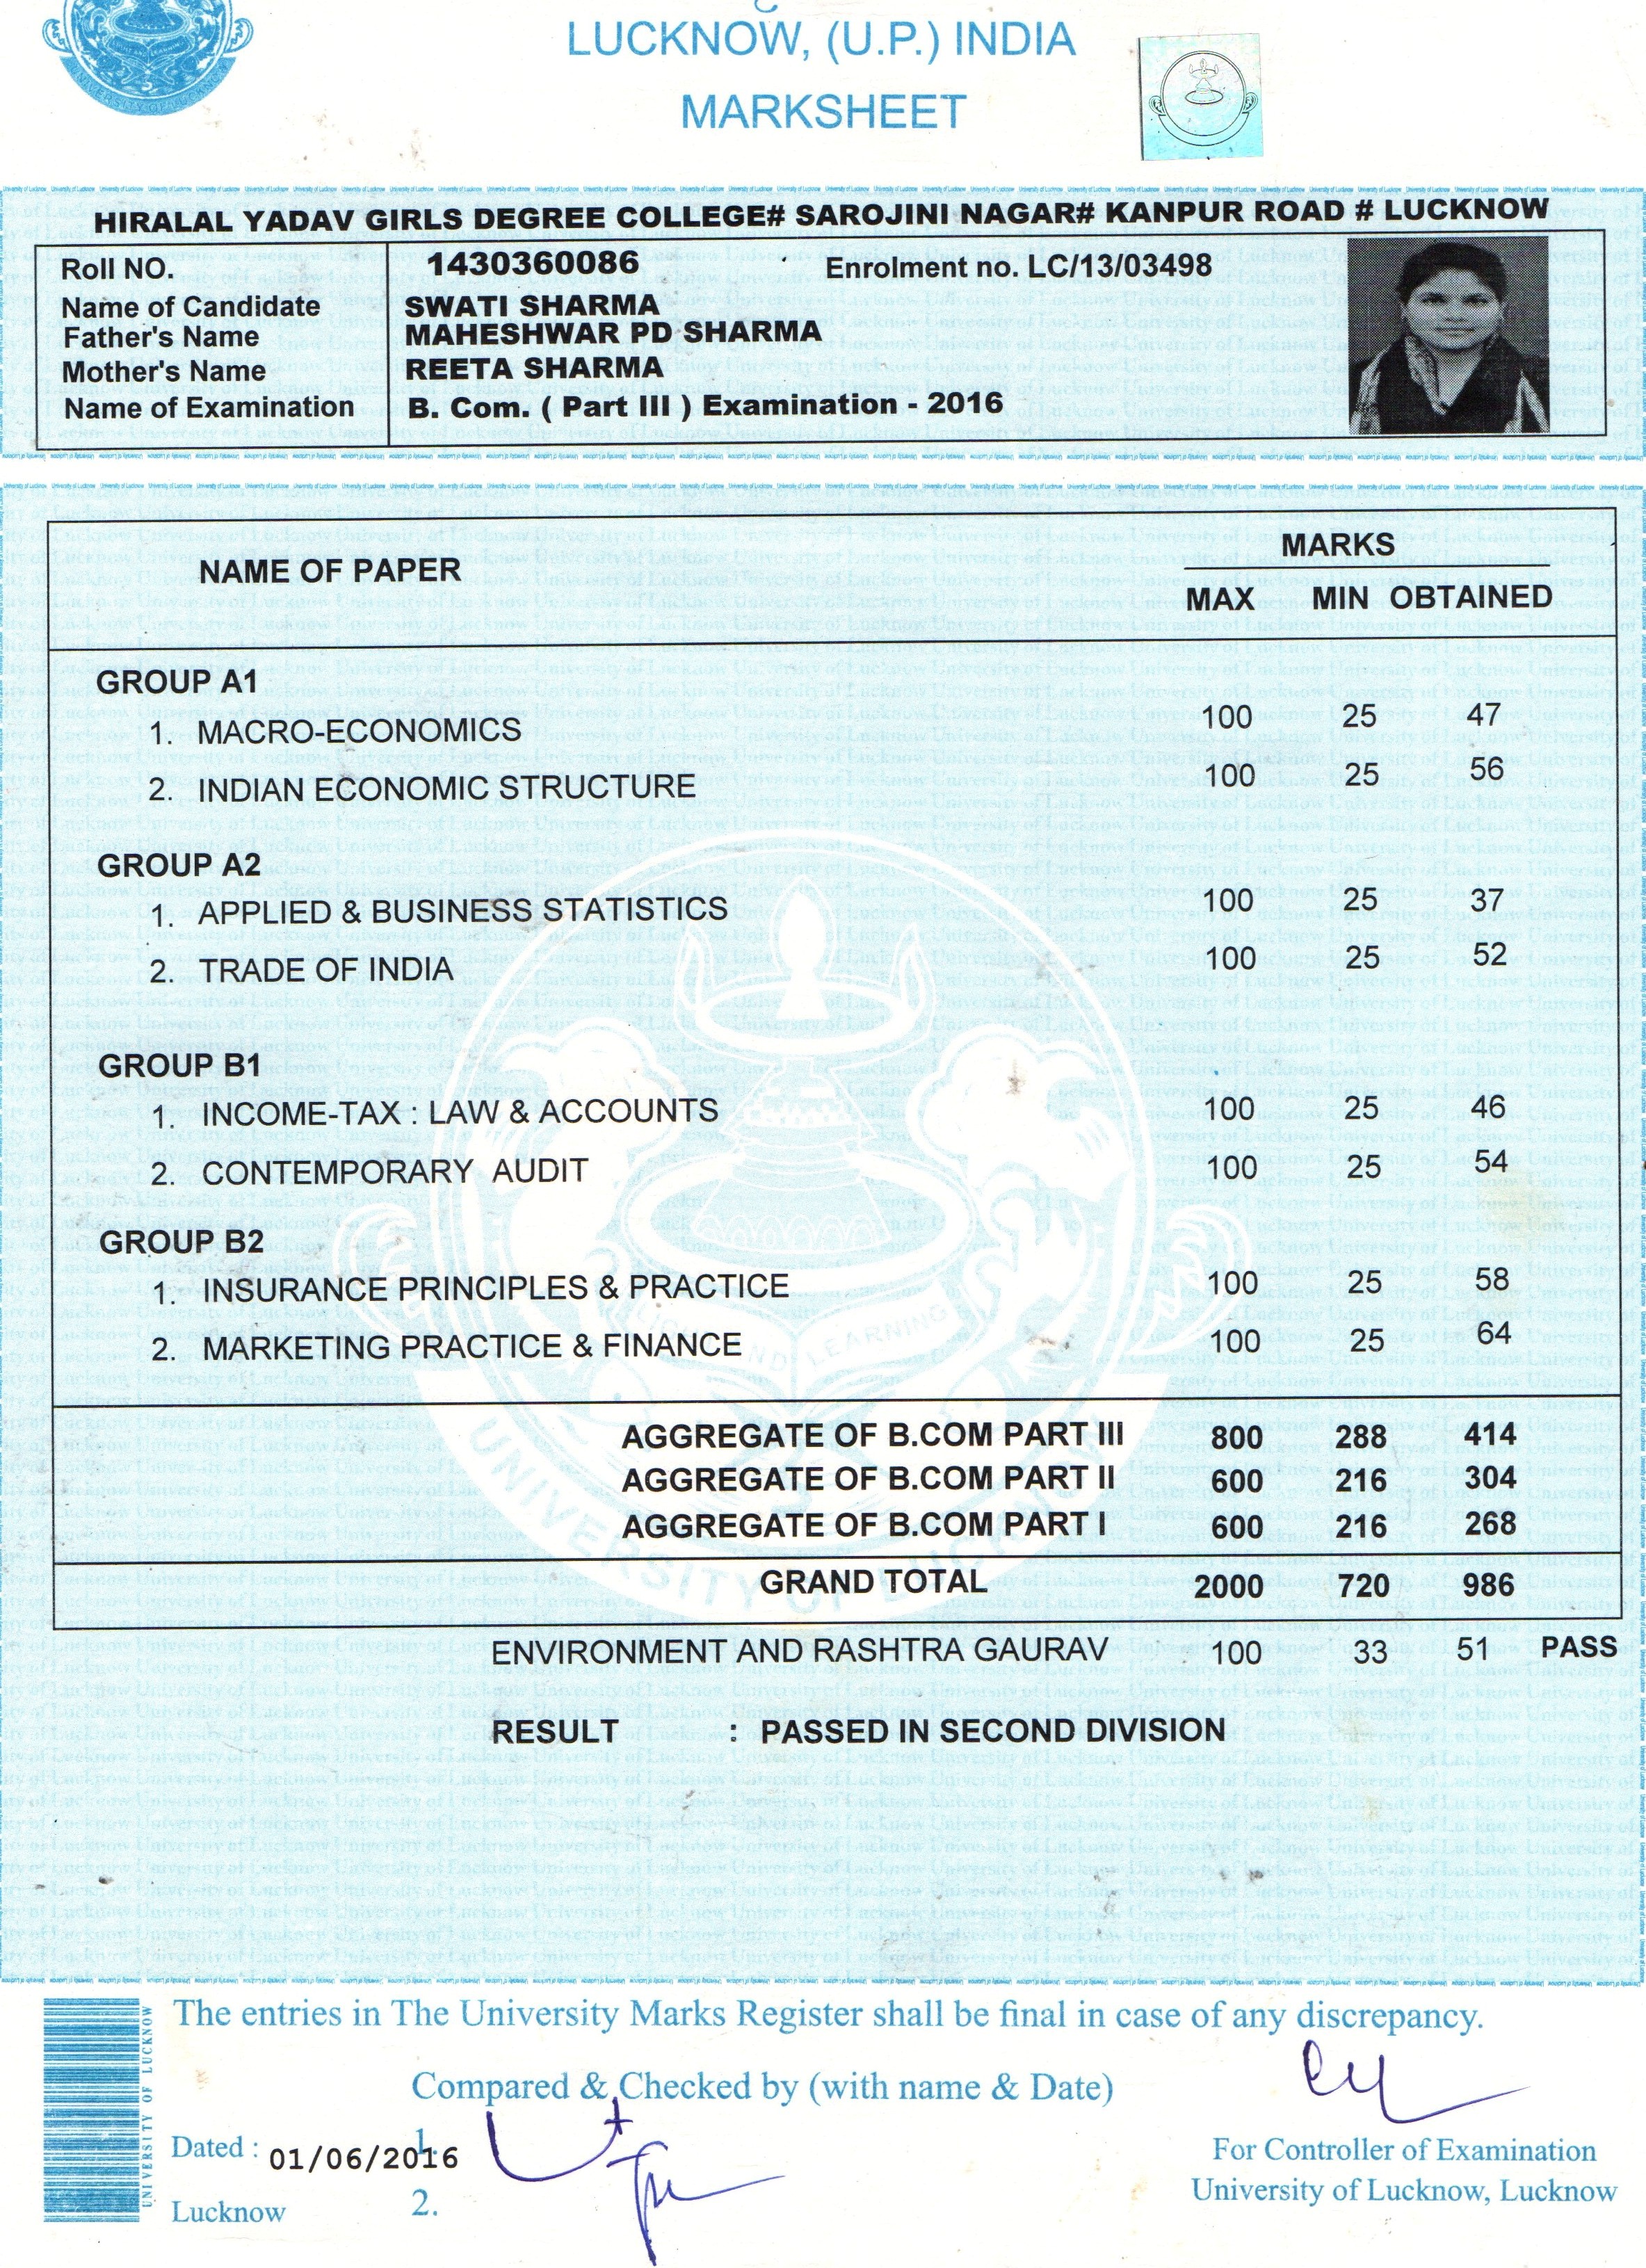 LUCKNOW, (U.P.) INDIA
MARKSHEET
HIRALAL YADAV GIRLS DEGREE COLLEGE# SAROJINI NAGAR# KANPUR ROAD # LUCKNOW
Roll NO. 1430360086 Enrolment no. LC/13/03498
Name of Candidate SWATI SHARMA
Father's Name MAHESHWAR PD SHARMA
Mother's Name REETA SHARMA
Name of Examination B. Com. ( Part III ) Examination - 2016
MARKS
NAME OF PAPER
MAX MIN OBTAINED
GROUP A1
1. MACRO-ECONOMICS 100 25 47
2. INDIAN ECONOMIC STRUCTURE 100 25 56
GROUP A2
1. APPLIED & BUSINESS STATISTICS 100 25 37
2. TRADE OF INDIA 100 25 52
GROUP B1
1. INCOME-TAX : LAW & ACCOUNTS 100 25 46
2. CONTEMPORARY AUDIT 100 25 54
GROUP B2
1. INSURANCE PRINCIPLES & PRACTICE 100 25 58
2. MARKETING PRACTICE & FINANCE 100 25 64
AGGREGATE OF B.COM PART III 800 288 414
AGGREGATE OF B.COM PART II 600 216 304
AGGREGATE OF B.COM PART I 600 216 268
GRAND TOTAL 2000 720 986
ENVIRONMENT AND RASHTRA GAURAV 100 33 51 PASS
RESULT : PASSED IN SECOND DIVISION
The entries in The University Marks Register shall be final in case of any discrepancy.
UNIVERSITY OF LUCKNOW
Compared & Checked by (with name & Date)
1.
Dated : 01/06/2016
For Controller of Examination
University of Lucknow, Lucknow
2.
Lucknow